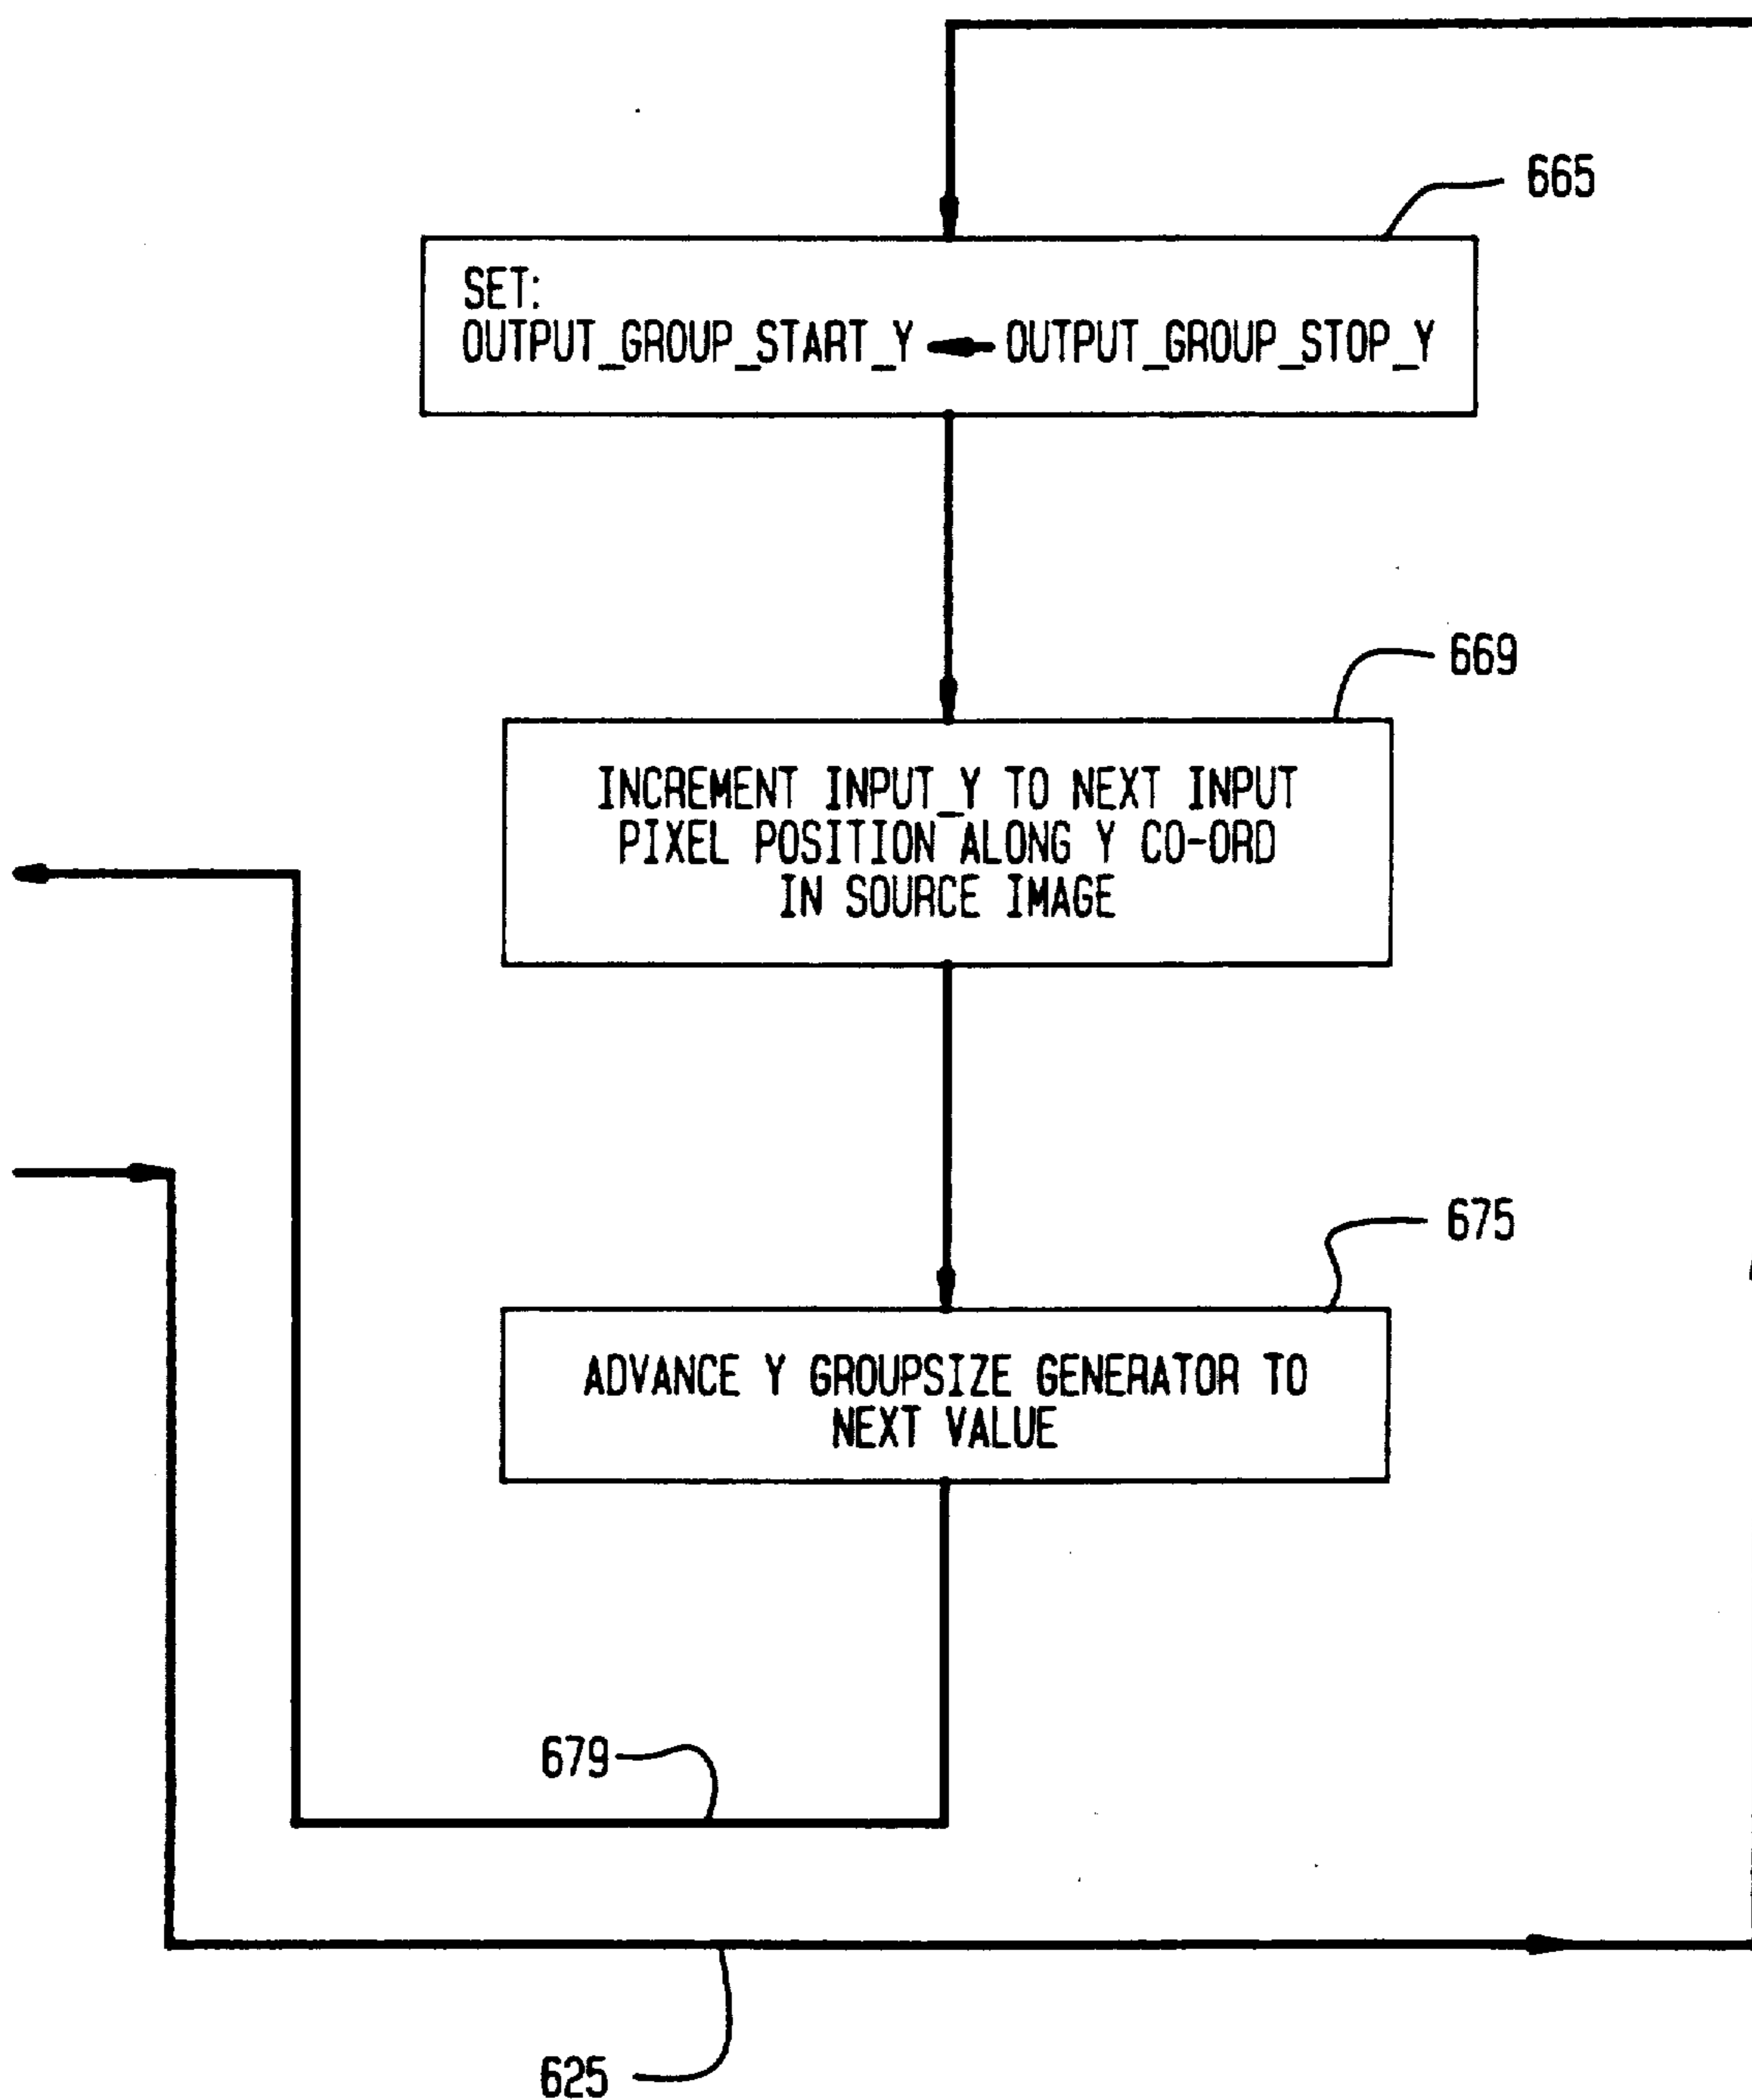 665
SET:
OUTPUT_GROUP_START_Y ← OUTPUT_GROUP_STOP_Y
669
INCREMENT INPUT_Y TO NEXT INPUT
PIXEL POSITION ALONG Y CO-ORD
IN SOURCE IMAGE
675
ADVANCE Y GROUPSIZE GENERATOR TO
NEXT VALUE
679
625